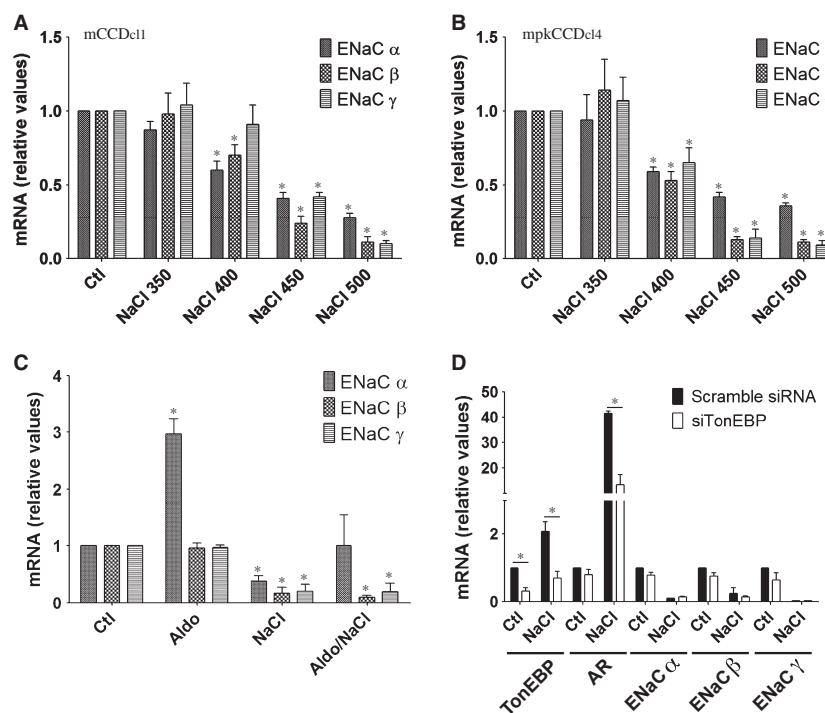 A
mCCDcl1
ENaC α
ENaC β
ENaC γ
mRNA (relative values)
1.5
1.0
0.5
0.0
* * * * * * * *
Ctl
NaCl 350
NaCl 400
NaCl 450
NaCl 500
B
mpkCCDcl4
ENaC
ENaC
ENaC
mRNA (relative values)
1.5
1.0
0.5
0.0
* * * * * * * * *
Ctl
NaCl 350
NaCl 400
NaCl 450
NaCl 500
C
ENaC α
ENaC β
ENaC γ
mRNA (relative values)
4
3
2
1
0
* * * * * *
Ctl
Aldo
NaCl
Aldo/NaCl
D
Scramble siRNA
siTonEBP
mRNA (relative values)
50
40
30
20
2
0
* * *
Ctl
NaCl
Ctl
NaCl
Ctl
NaCl
Ctl
NaCl
Ctl
NaCl
TonEBP
AR
ENaC α
ENaC β
ENaC γ